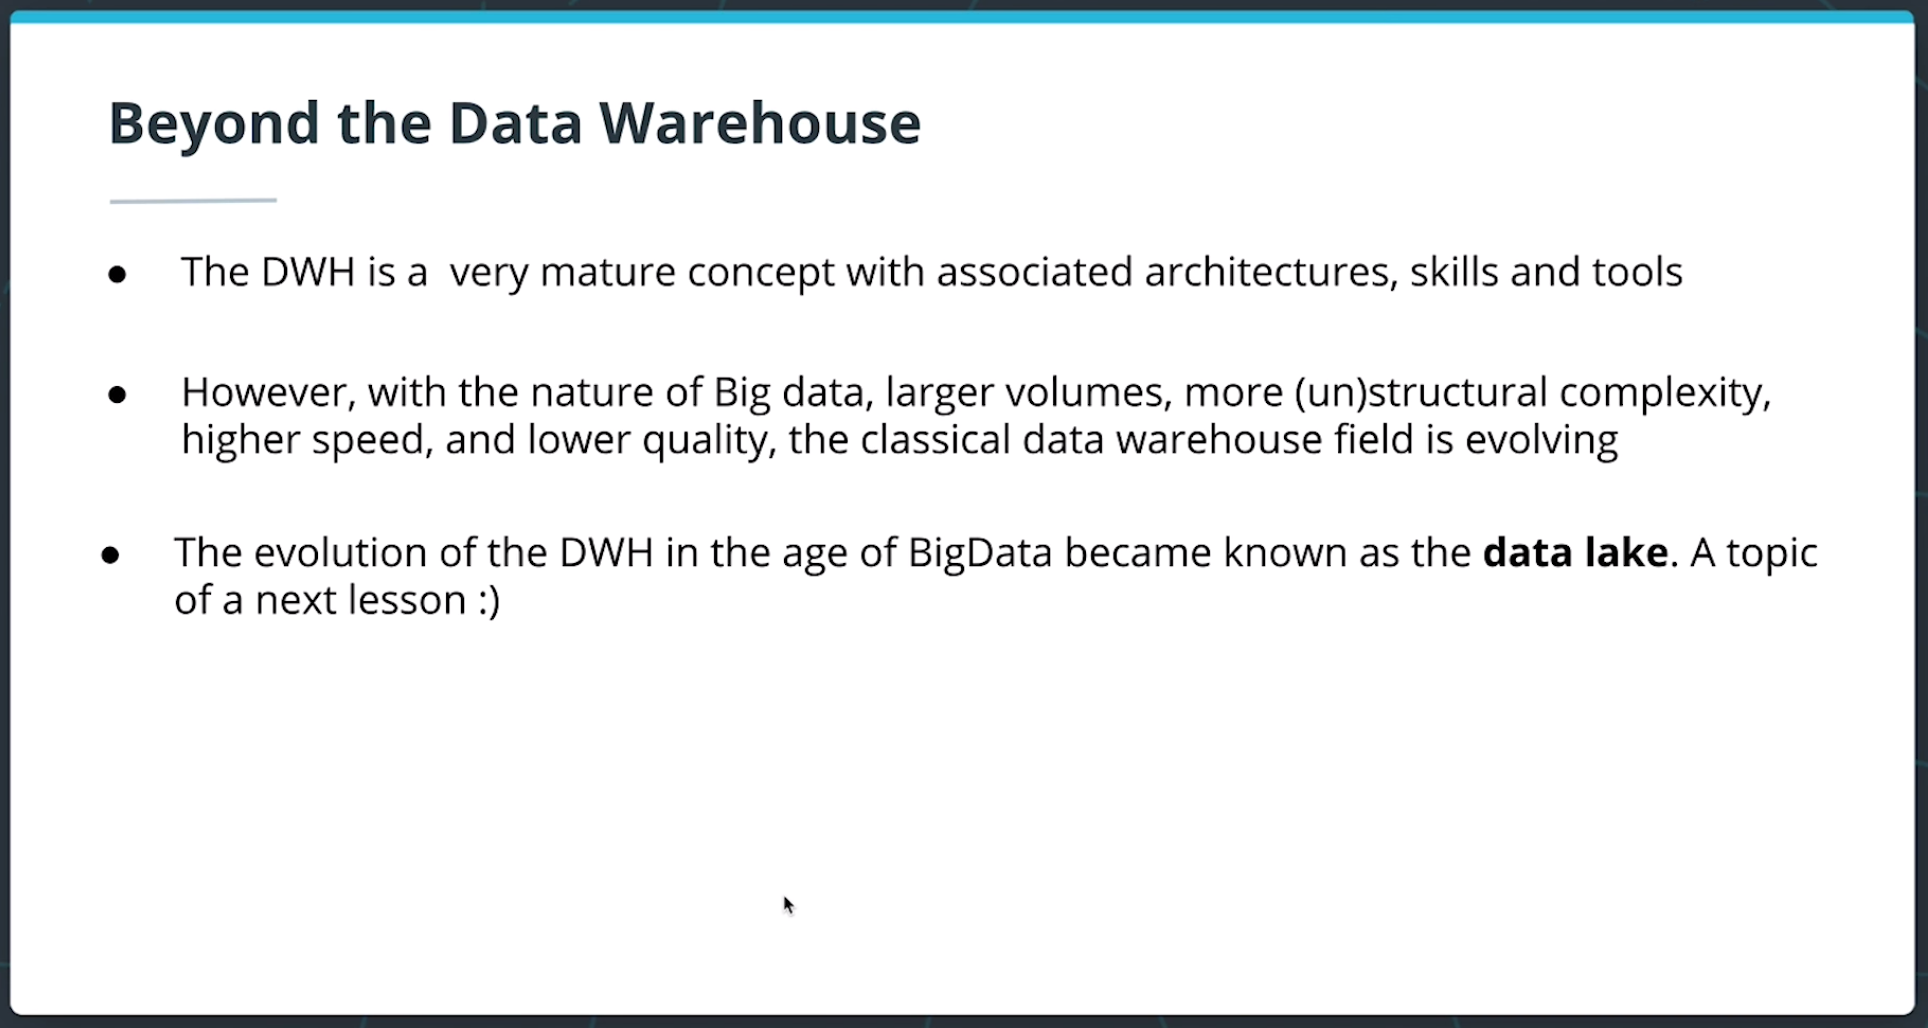 Beyond the Data Warehouse
● The DWH is a  very mature concept with associated architectures, skills and tools
● However, with the nature of Big data, larger volumes, more (un)structural complexity,
higher speed, and lower quality, the classical data warehouse field is evolving
● The evolution of the DWH in the age of BigData became known as the data lake. A topic
of a next lesson :)